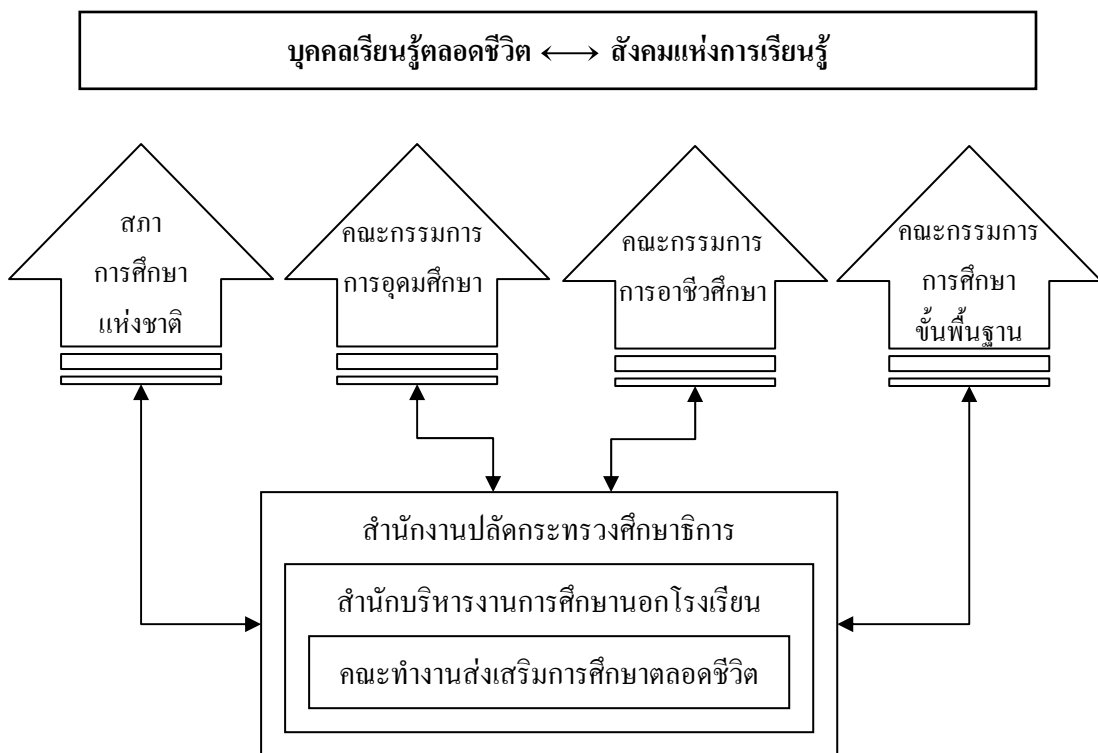 บุคคลเรียนรู้ตลอดชีวิต ⟷ สังคมแห่งการเรียนรู้
สภา
การศึกษา
แห่งชาติ
คณะกรรมการ
การอุดมศึกษา
คณะกรรมการ
การอาชีวศึกษา
คณะกรรมการ
การศึกษา
ขั้นพื้นฐาน
สำนักงานปลัดกระทรวงศึกษาธิการ
สำนักบริหารงานการศึกษานอกโรงเรียน
คณะทำงานส่งเสริมการศึกษาตลอดชีวิต